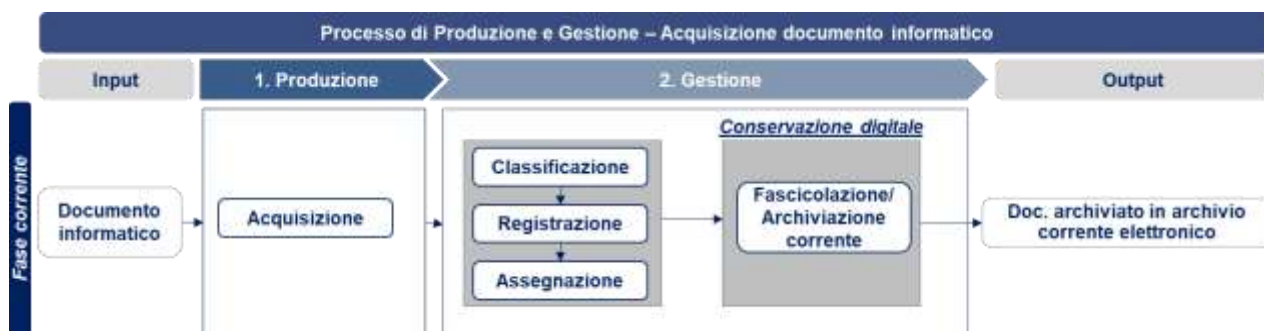 Processo di Produzione e Gestione – Acquisizione documento informatico
Input
1. Produzione
2. Gestione
Output
Fase corrente
Documento
informatico
Acquisizione
Classificazione
Registrazione
Assegnazione
Conservazione digitale
Fascicolazione/
Archiviazione
corrente
Doc. archiviato in archivio
corrente elettronico